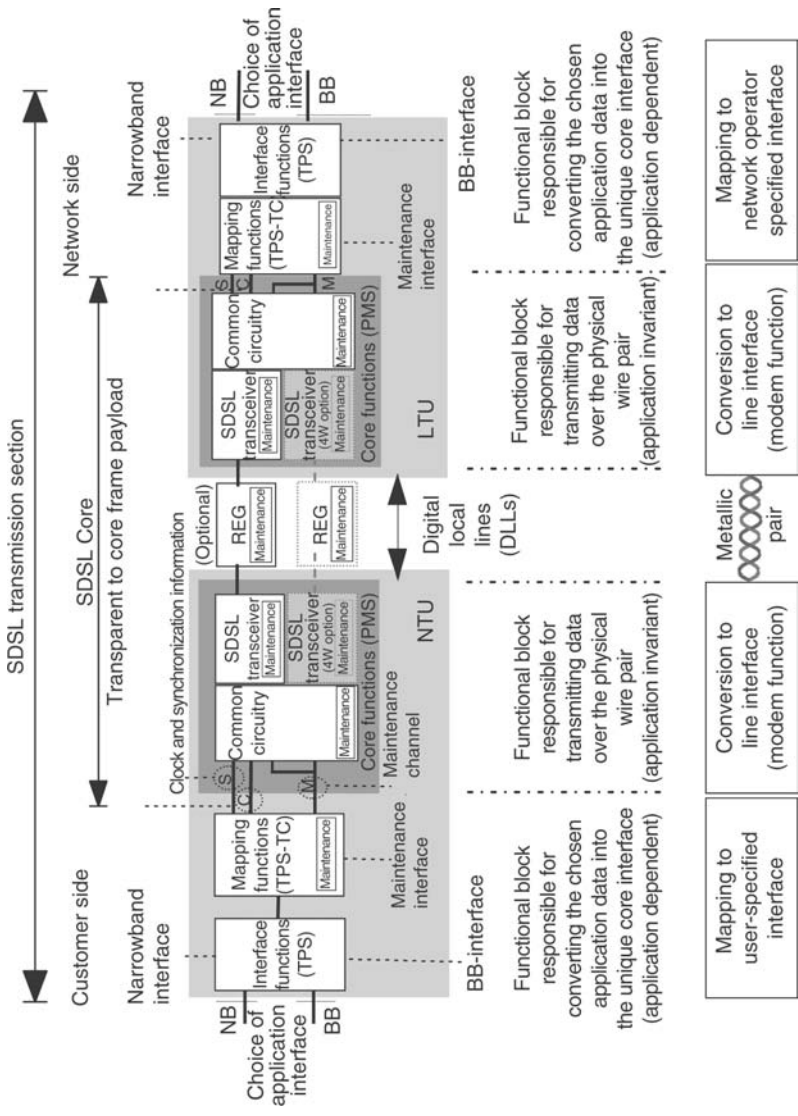 SDSL transmission section
Customer side
SDSL Core
Network side
Transparent to core frame payload
Narrowband
interface
Clock and synchronization information
(Optional)
Narrowband
interface
NB
Choice of
application
interface
BB
Interface
functions
(TPS)
Mapping
functions
(TPS-TC)
Maintenance
S
C
M
Common
circuitry
Maintenance
SDSL
transceiver
Maintenance
SDSL
transceiver
(4W option)
Maintenance
Core functions (PMS)
Maintenance
channel
NTU
REG
Maintenance
REG
Maintenance
Digital
local
lines
(DLLs)
SDSL
transceiver
Maintenance
SDSL
transceiver
(4W option)
Maintenance
Common
circuitry
Maintenance
Core functions (PMS)
LTU
S
C
M
Mapping
functions
(TPS-TC)
Maintenance
Interface
functions
(TPS)
NB
Choice of
application
interface
BB
Maintenance
interface
Maintenance
interface
BB-interface
BB-interface
Functional block
responsible for
converting the chosen
application data into
the unique core interface
(application dependent)
Functional block
responsible for
transmitting data
over the physical
wire pair
(application invariant)
Functional block
responsible for
transmitting data
over the physical
wire pair
(application invariant)
Functional block
responsible for
converting the chosen
application data into
the unique core interface
(application dependent)
Mapping to
user-specified
interface
Conversion to
line interface
(modem function)
Metallic
pair
Conversion to
line interface
(modem function)
Mapping to
network operator
specified interface